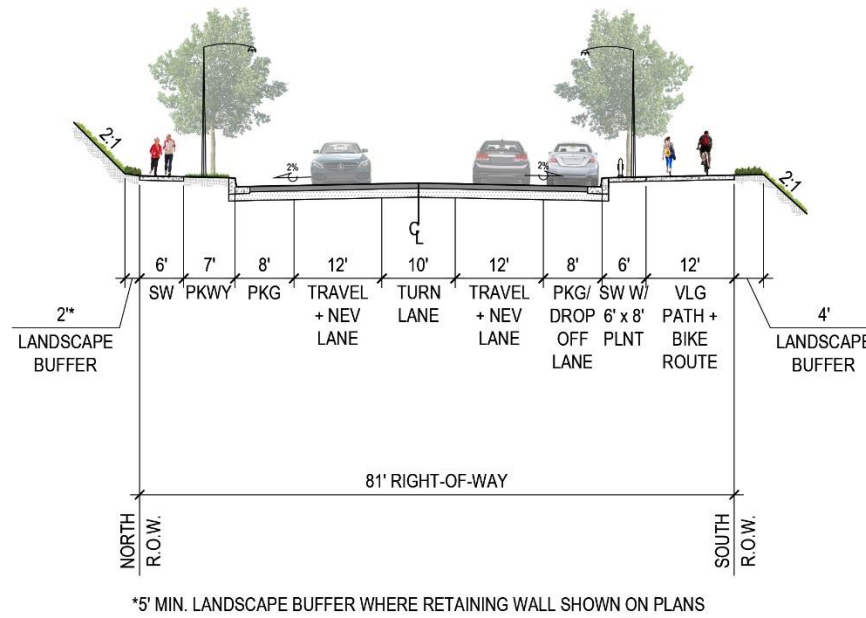 2:1
2%
2%
2:1
CL
6'
7'
8'
12'
10'
12'
8'
6'
12'
SW
PKWY
PKG
TRAVEL
+ NEV
LANE
TURN
LANE
TRAVEL
+ NEV
LANE
PKG/
DROP
OFF
LANE
SW W/
6' x 8'
PLNT
VLG
PATH +
BIKE
ROUTE
2'*
LANDSCAPE
BUFFER
4'
LANDSCAPE
BUFFER
81' RIGHT-OF-WAY
NORTH
R.O.W.
SOUTH
R.O.W.
*5' MIN. LANDSCAPE BUFFER WHERE RETAINING WALL SHOWN ON PLANS